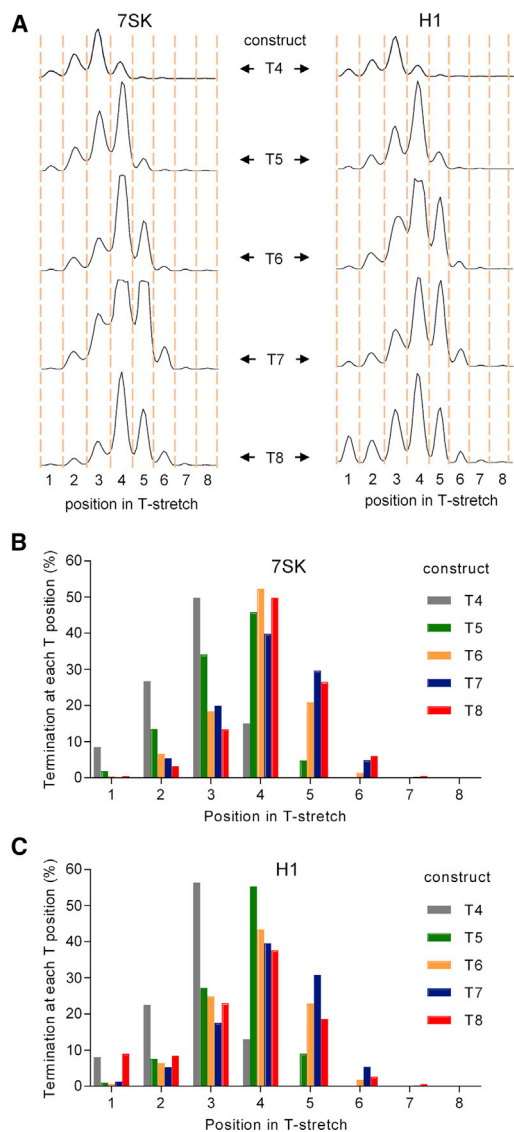 A
7SK
construct
H1
T4
T5
T6
T7
T8
1 2 3 4 5 6 7 8
1 2 3 4 5 6 7 8
position in T-stretch
position in T-stretch
B
7SK
construct
T4
T5
T6
T7
T8
Termination at each T position (%)
60
50
40
30
20
10
0
1 2 3 4 5 6 7 8
Position in T-stretch
C
H1
construct
T4
T5
T6
T7
T8
Termination at each T position (%)
60
50
40
30
20
10
0
1 2 3 4 5 6 7 8
Position in T-stretch